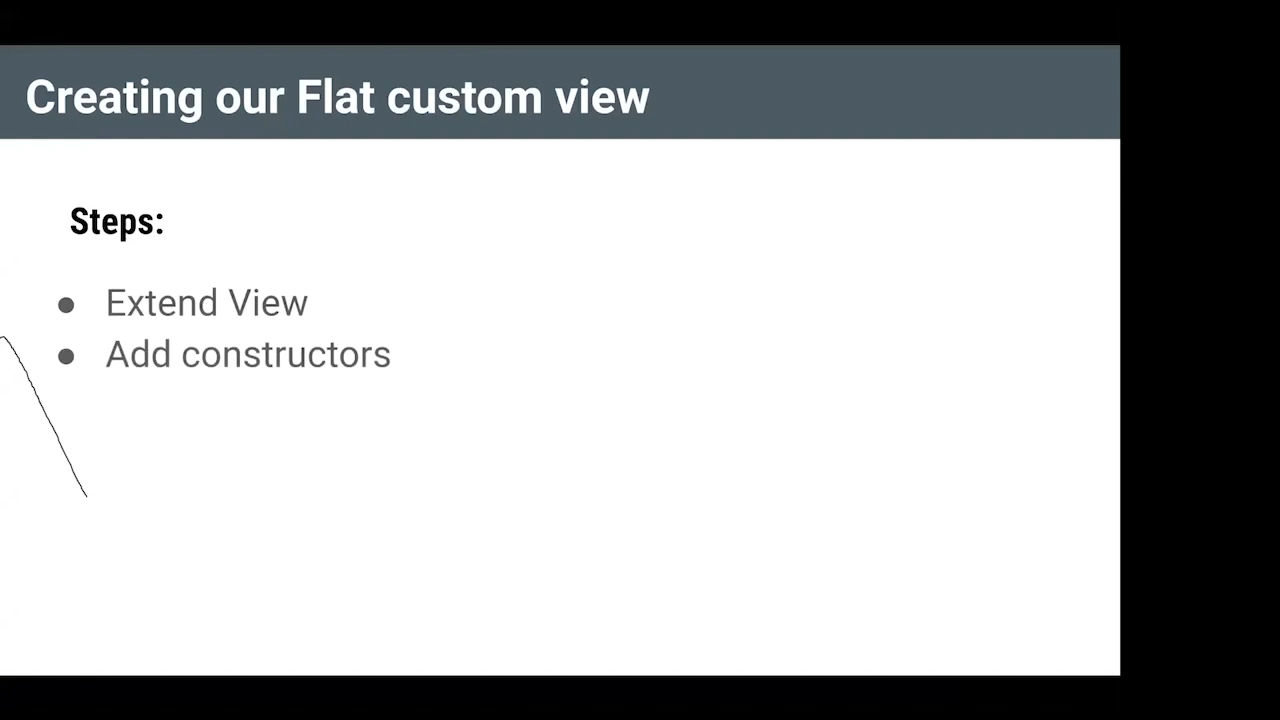 Creating our Flat custom view
Steps:
● Extend View
● Add constructors